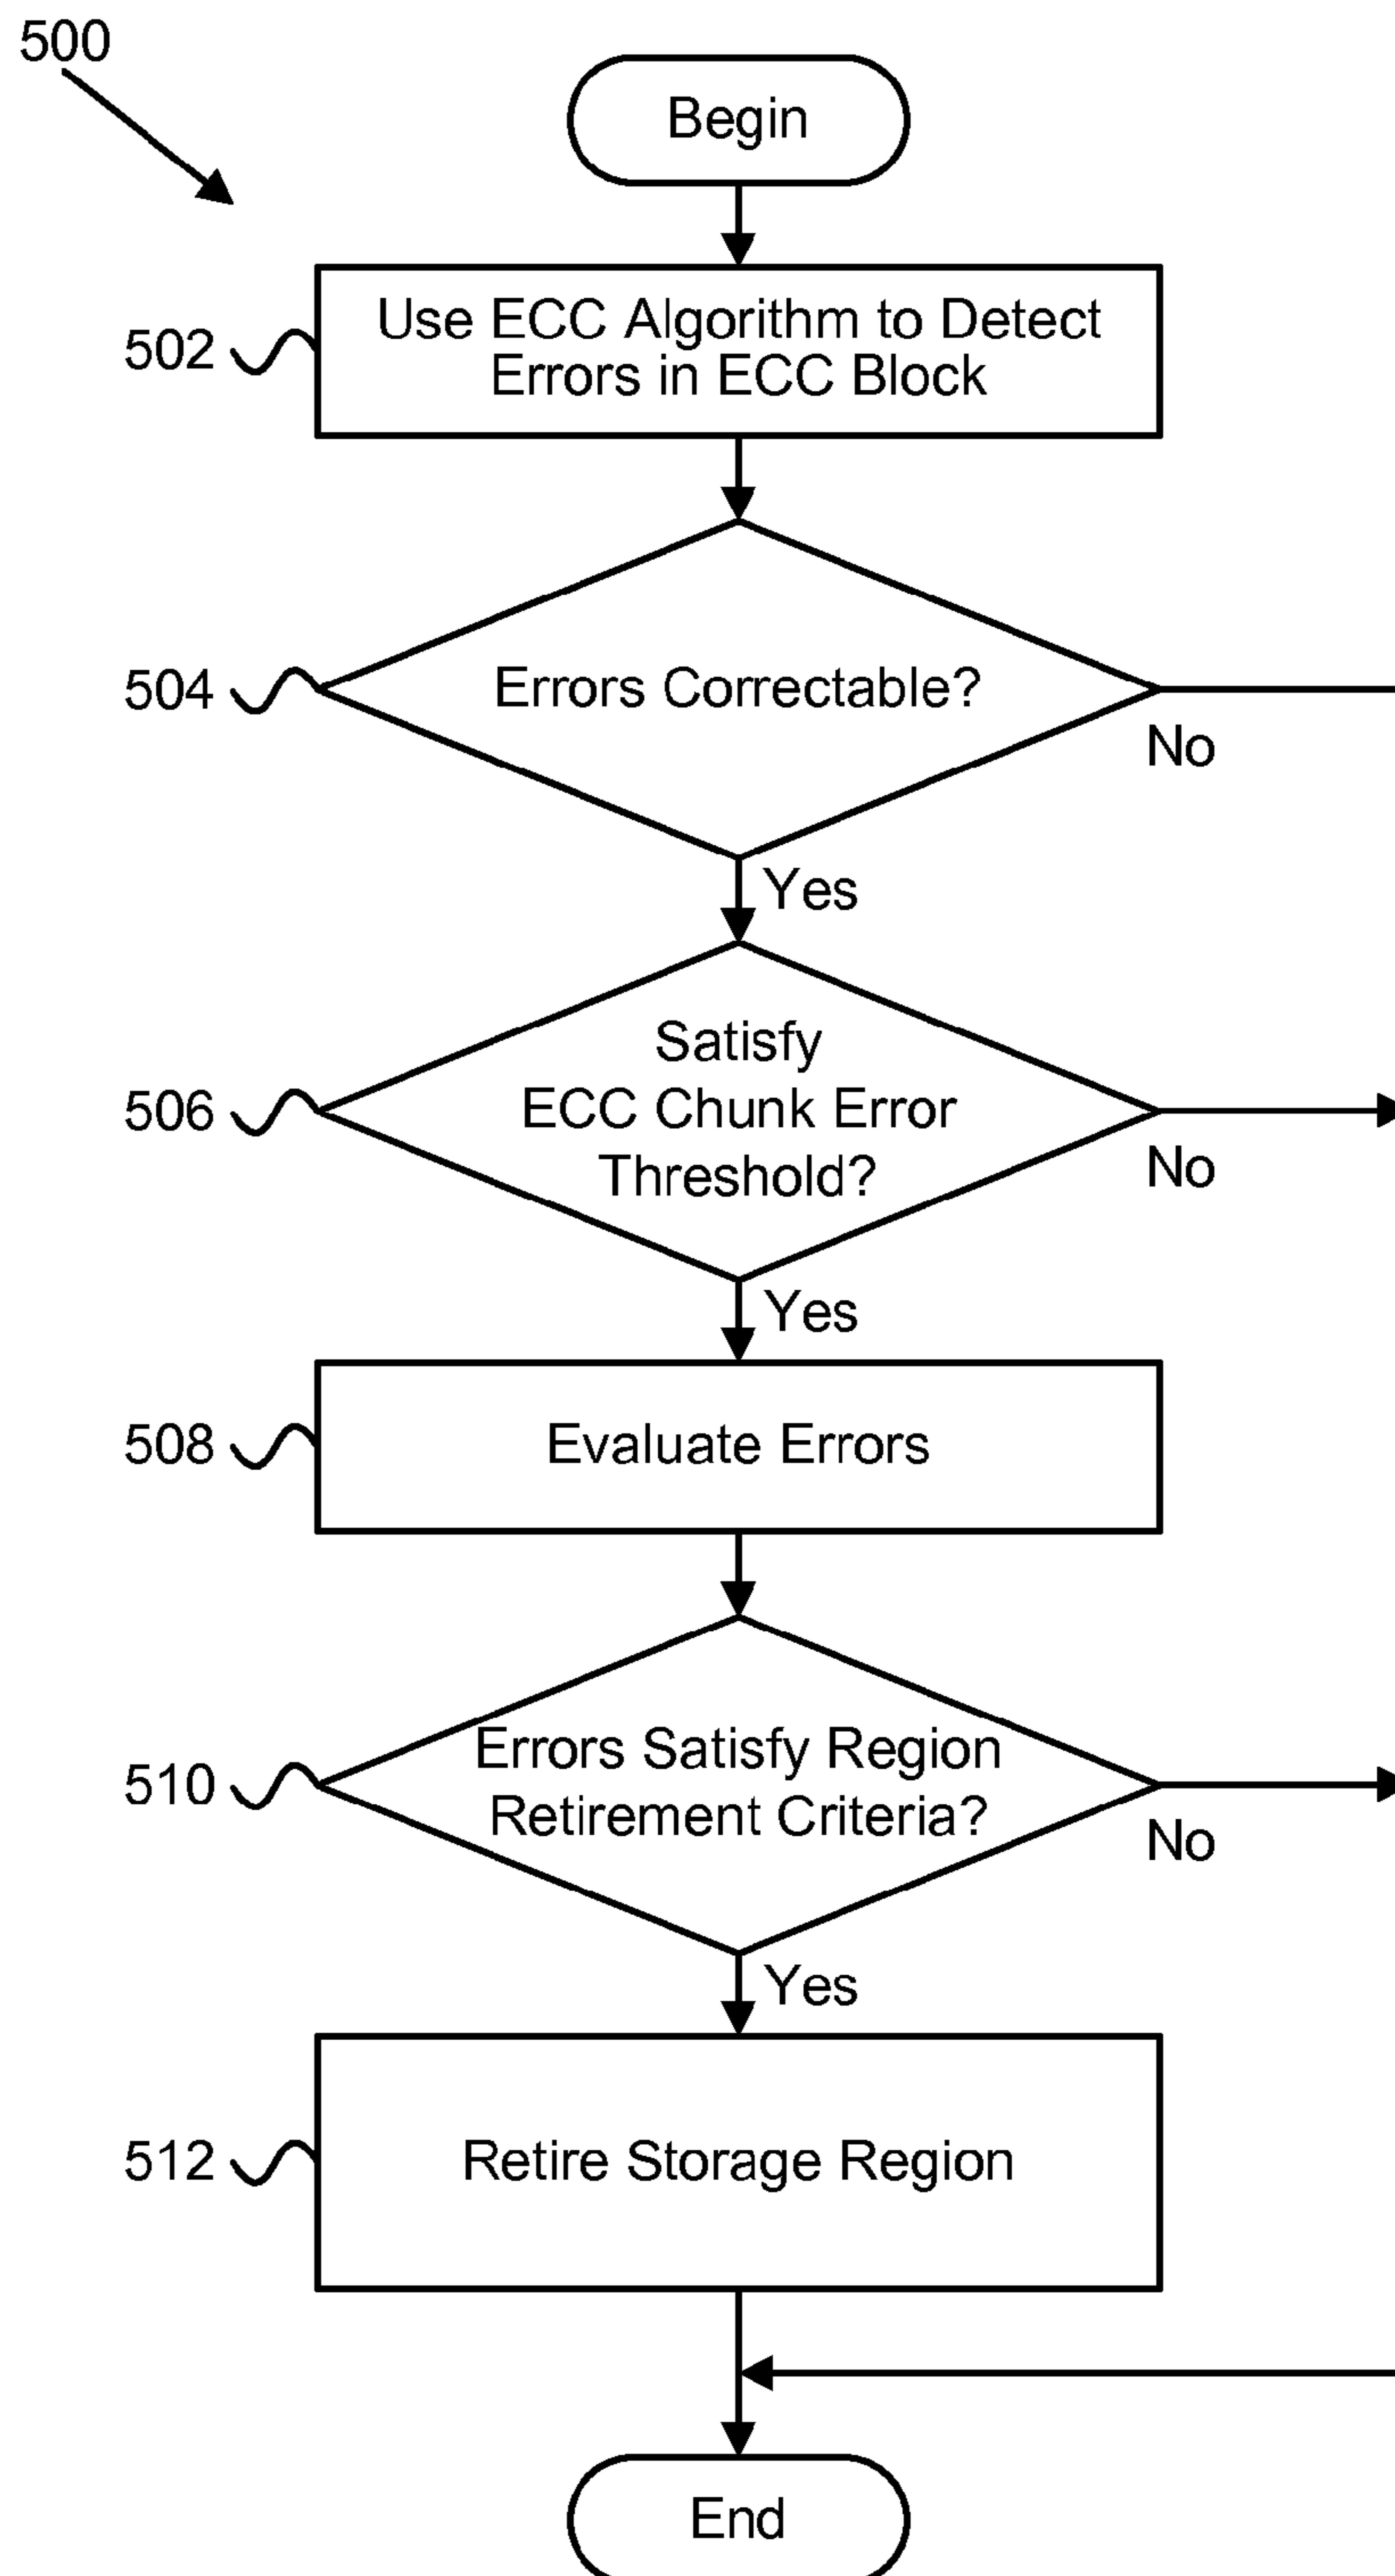 500
Begin
502
Use ECC Algorithm to Detect
Errors in ECC Block
504
Errors Correctable?
No
Yes
506
Satisfy
ECC Chunk Error
Threshold?
No
Yes
508
Evaluate Errors
510
Errors Satisfy Region
Retirement Criteria?
No
Yes
512
Retire Storage Region
End